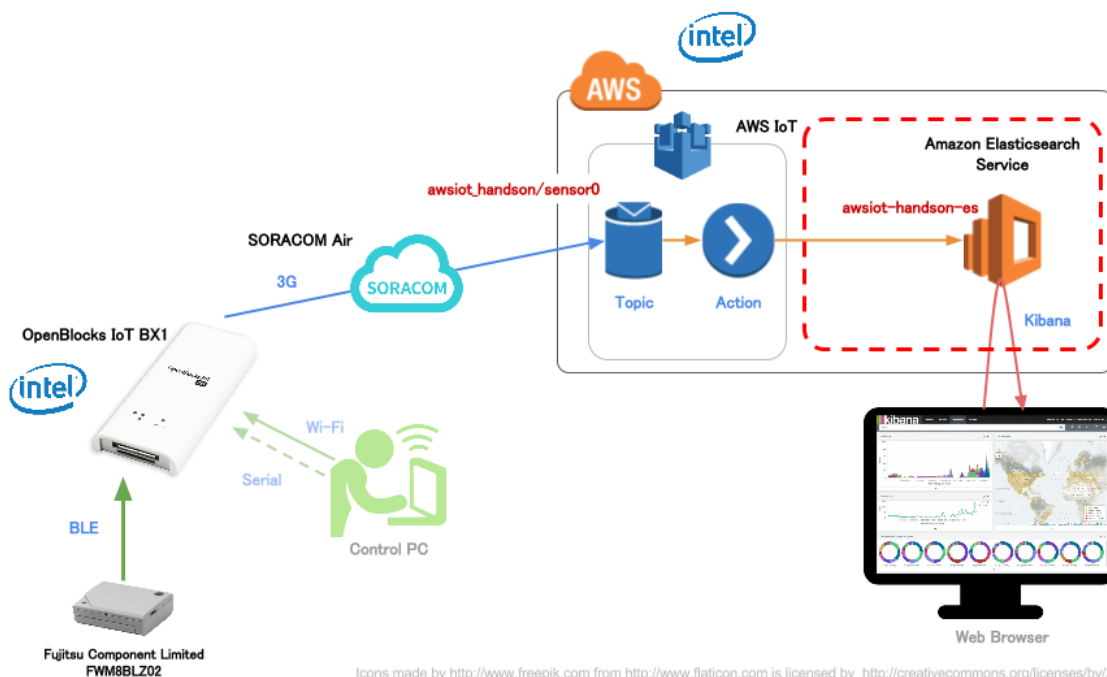 intel
AWS
AWS IoT
Amazon Elasticsearch
Service
awsiot_handson/sensor0
awsiot-handson-es
SORACOM Air
3G
SORACOM
Topic
Action
Kibana
OpenBlocks IoT BX1
intel
OpenBlocks IoT
Wi-Fi
Serial
kibana
BLE
Control PC
Web Browser
Fujitsu Component Limited
FWM8BLZ02
Icons made by http://www.freepik.com from http://www.flaticon.com is licensed by http://creativecommons.org/licenses/by/